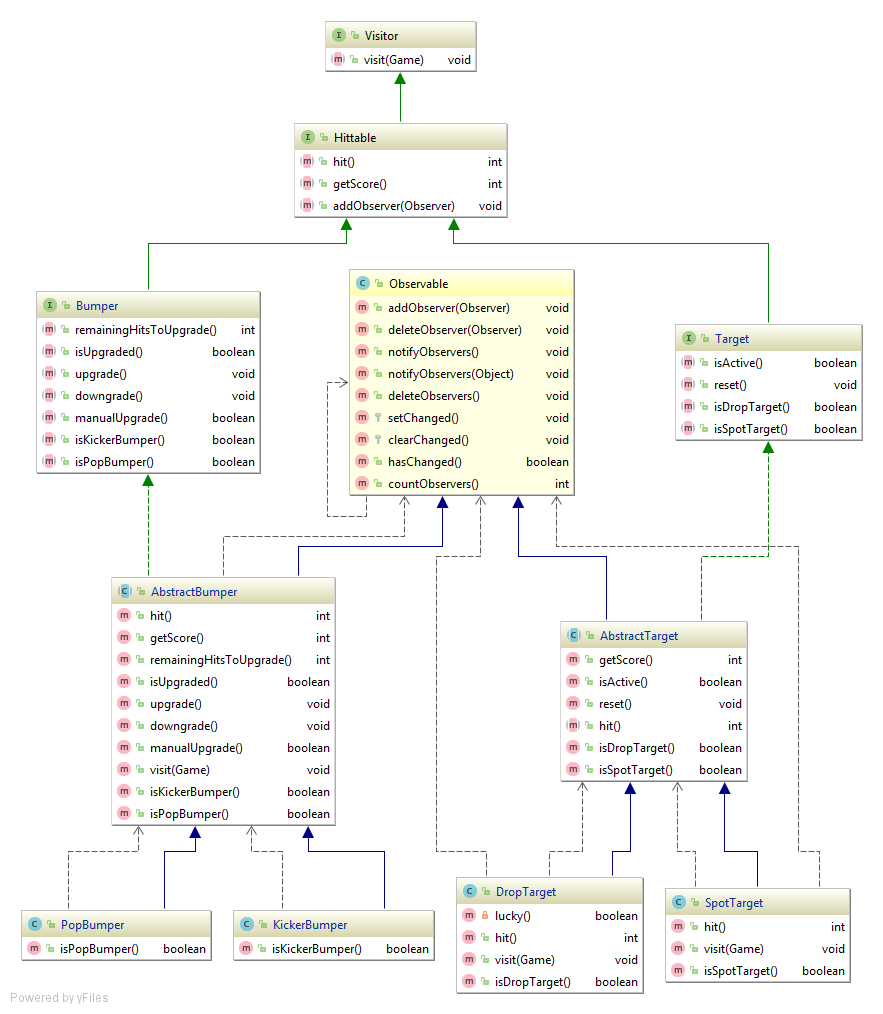 I Visitor
m visit(Game) void
I Hittable
m hit() int
m getScore() int
m addObserver(Observer) void
I Bumper
m remainingHitsToUpgrade() int
m isUpgraded() boolean
m upgrade() void
m downgrade() void
m manualUpgrade() boolean
m isKickerBumper() boolean
m isPopBumper() boolean
C Observable
m addObserver(Observer) void
m deleteObserver(Observer) void
m notifyObservers() void
m notifyObservers(Object) void
m deleteObservers() void
m setChanged() void
m clearChanged() void
m hasChanged() boolean
m countObservers() int
I Target
m isActive() boolean
m reset() void
m isDropTarget() boolean
m isSpotTarget() boolean
C AbstractBumper
m hit() int
m getScore() int
m remainingHitsToUpgrade() int
m isUpgraded() boolean
m upgrade() void
m downgrade() void
m manualUpgrade() boolean
m visit(Game) void
m isKickerBumper() boolean
m isPopBumper() boolean
C AbstractTarget
m getScore() int
m isActive() boolean
m reset() void
m hit() int
m isDropTarget() boolean
m isSpotTarget() boolean
C PopBumper
m isPopBumper() boolean
C KickerBumper
m isKickerBumper() boolean
C DropTarget
m lucky() boolean
m hit() int
m visit(Game) void
m isDropTarget() boolean
C SpotTarget
m hit() int
m visit(Game) void
m isSpotTarget() boolean
Powered by yFiles